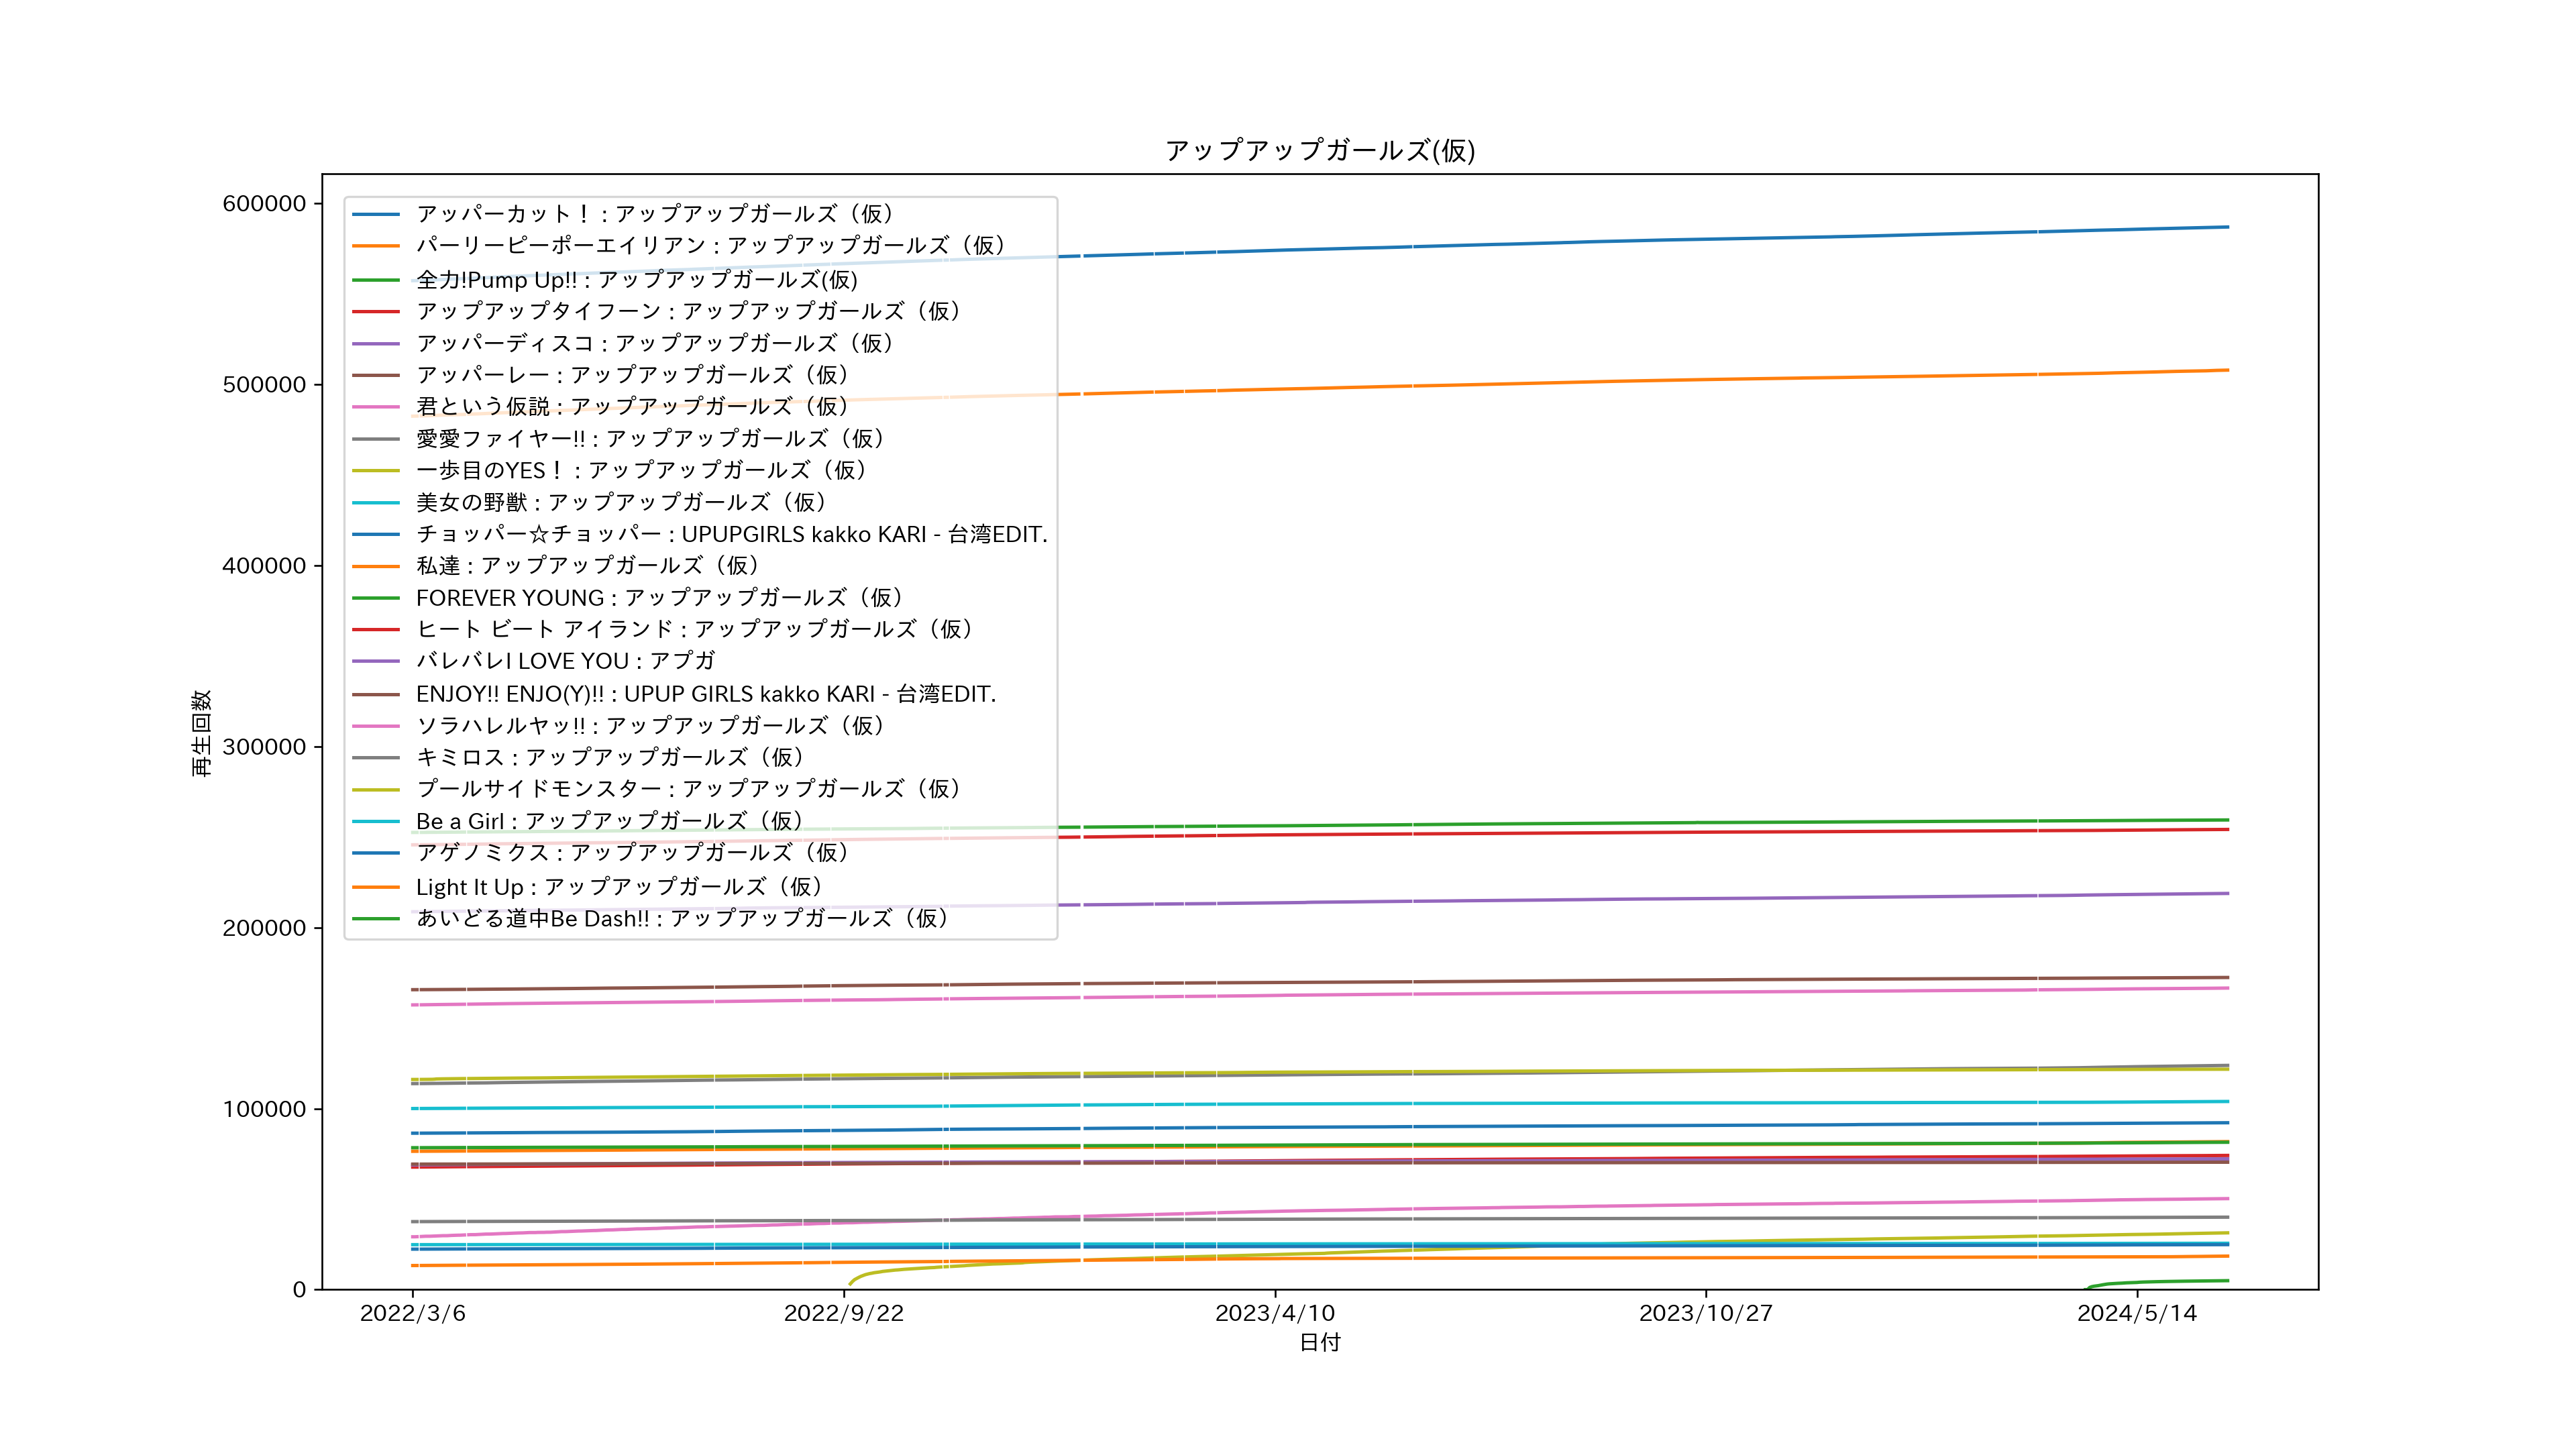 アップアップガールズ(仮)
600000
500000
400000
300000
200000
100000
0
再生回数
アッパーカット！ : アップアップガールズ（仮）
パーリーピーポーエイリアン : アップアップガールズ（仮）
全力!Pump Up!! : アップアップガールズ(仮)
アップアップタイフーン : アップアップガールズ（仮）
アッパーディスコ : アップアップガールズ（仮）
アッパーレー : アップアップガールズ（仮）
君という仮説 : アップアップガールズ（仮）
愛愛ファイヤー!! : アップアップガールズ（仮）
一歩目のYES！ : アップアップガールズ（仮）
美女の野獣 : アップアップガールズ（仮）
チョッパー☆チョッパー : UPUPGIRLS kakko KARI - 台湾EDIT.
私達 : アップアップガールズ（仮）
FOREVER YOUNG : アップアップガールズ（仮）
ヒート ビート アイランド : アップアップガールズ（仮）
バレバレI LOVE YOU : アプガ
ENJOY!! ENJO(Y)!! : UPUP GIRLS kakko KARI - 台湾EDIT.
ソラハレルヤッ!! : アップアップガールズ（仮）
キミロス : アップアップガールズ（仮）
プールサイドモンスター : アップアップガールズ（仮）
Be a Girl : アップアップガールズ（仮）
アゲノミクス : アップアップガールズ（仮）
Light It Up : アップアップガールズ（仮）
あいどる道中Be Dash!! : アップアップガールズ（仮）
2022/3/6
2022/9/22
2023/4/10
2023/10/27
2024/5/14
日付